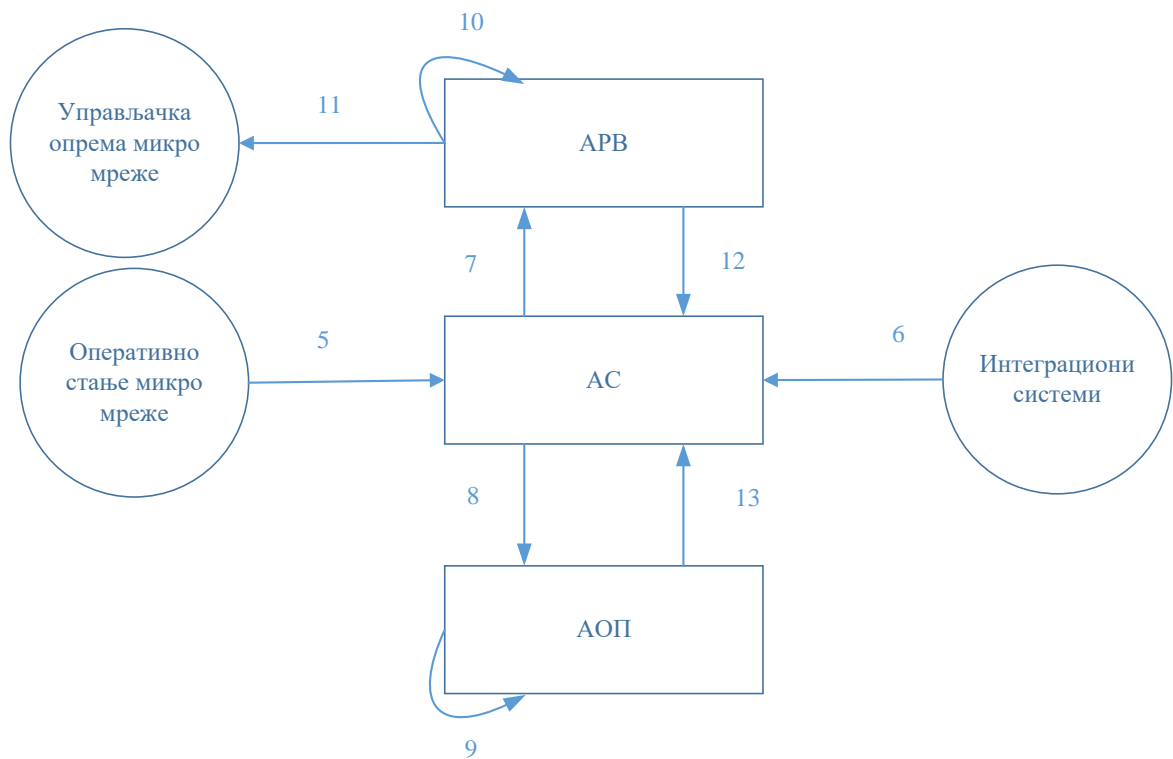 10
11
Управљачка
опрема микро
мреже
АРВ
7
12
5
6
Оперативно
стање микро
мреже
АС
Интеграциони
системи
8
13
АОП
9